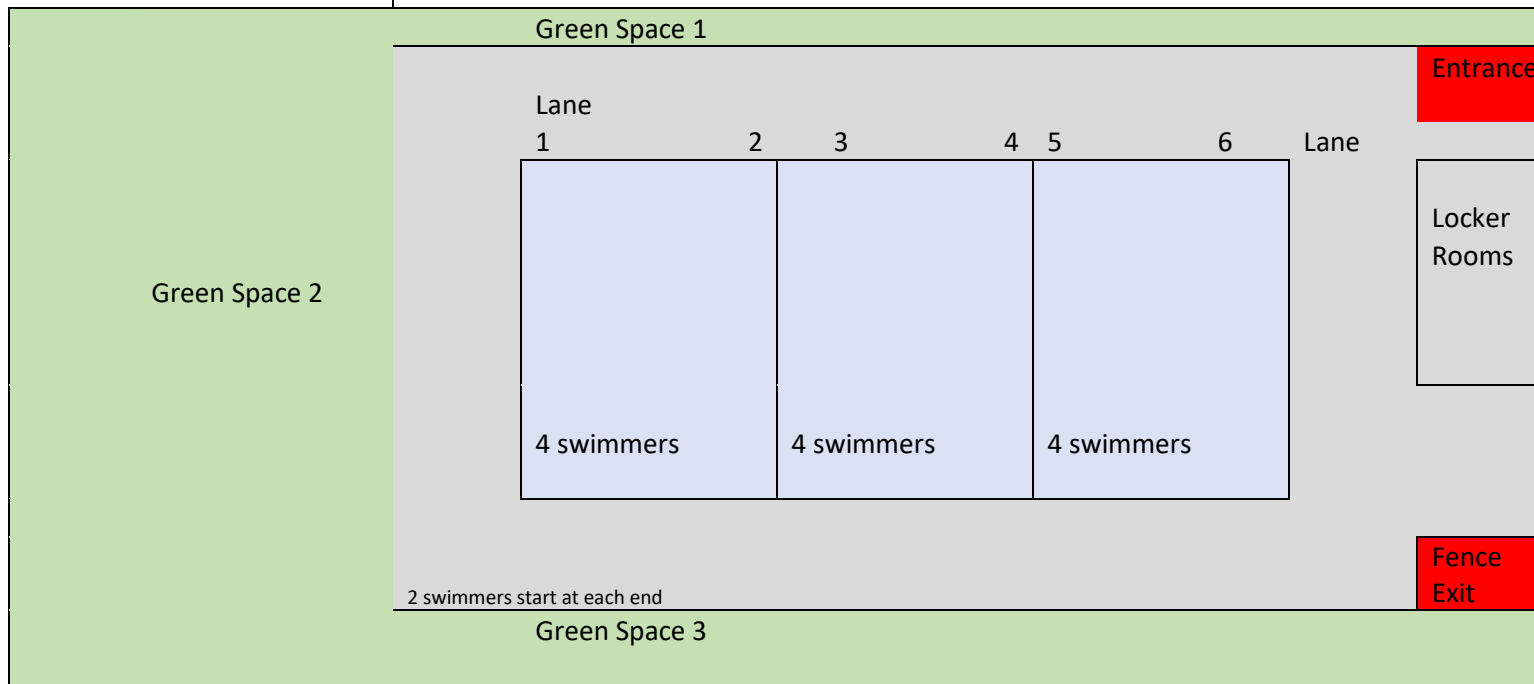 Green Space 1
Entrance
Lane
1 2 3 4 5 6 Lane
Locker
Rooms
Green Space 2
4 swimmers 4 swimmers 4 swimmers
Fence
Exit
2 swimmers start at each end
Green Space 3